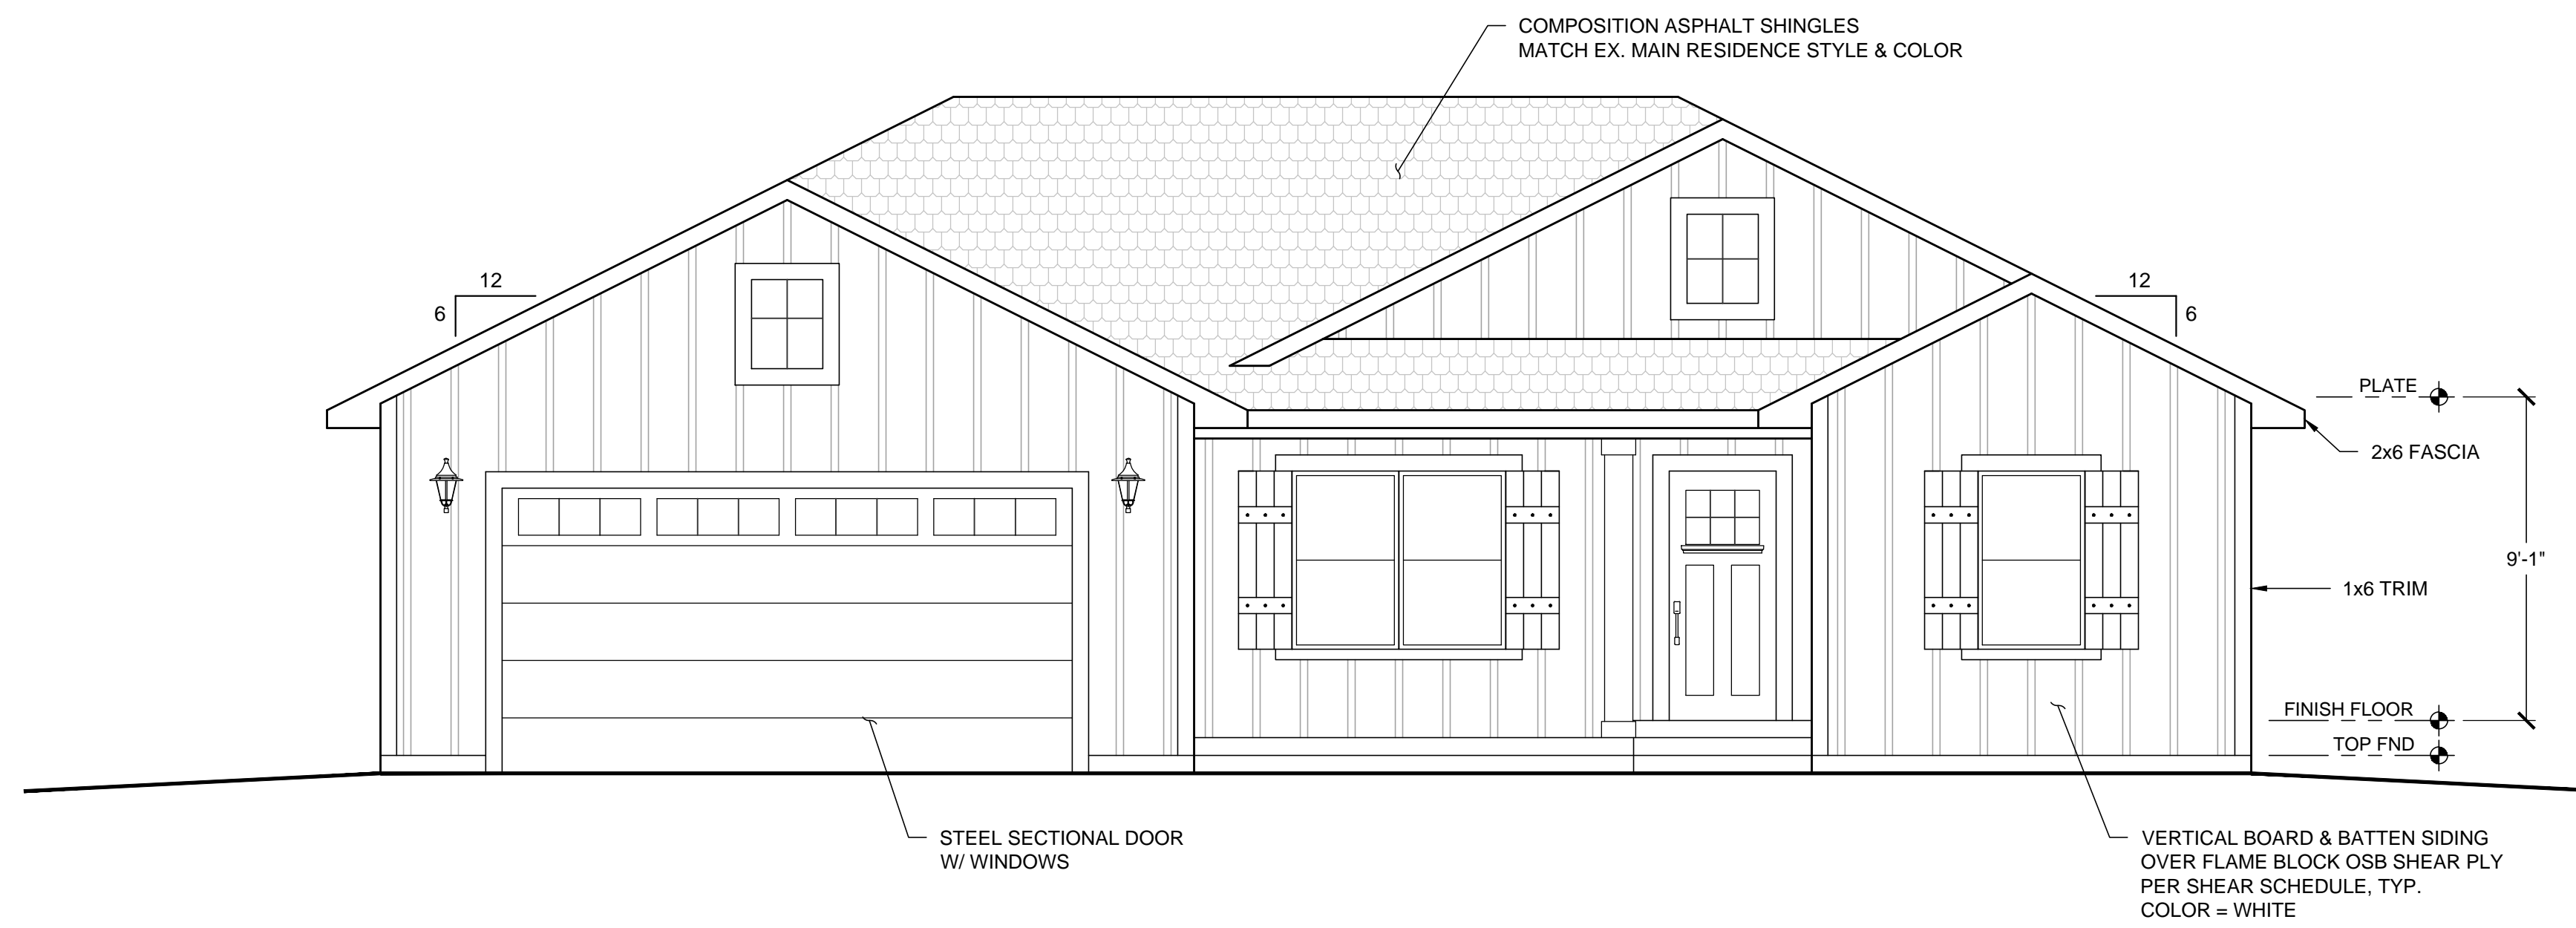 COMPOSITION ASPHALT SHINGLES
MATCH EX. MAIN RESIDENCE STYLE & COLOR
12
6
12
6
PLATE
2x6 FASCIA
9'-1"
1x6 TRIM
FINISH FLOOR
TOP FND
STEEL SECTIONAL DOOR
W/ WINDOWS
VERTICAL BOARD & BATTEN SIDING
OVER FLAME BLOCK OSB SHEAR PLY
PER SHEAR SCHEDULE, TYP.
COLOR = WHITE